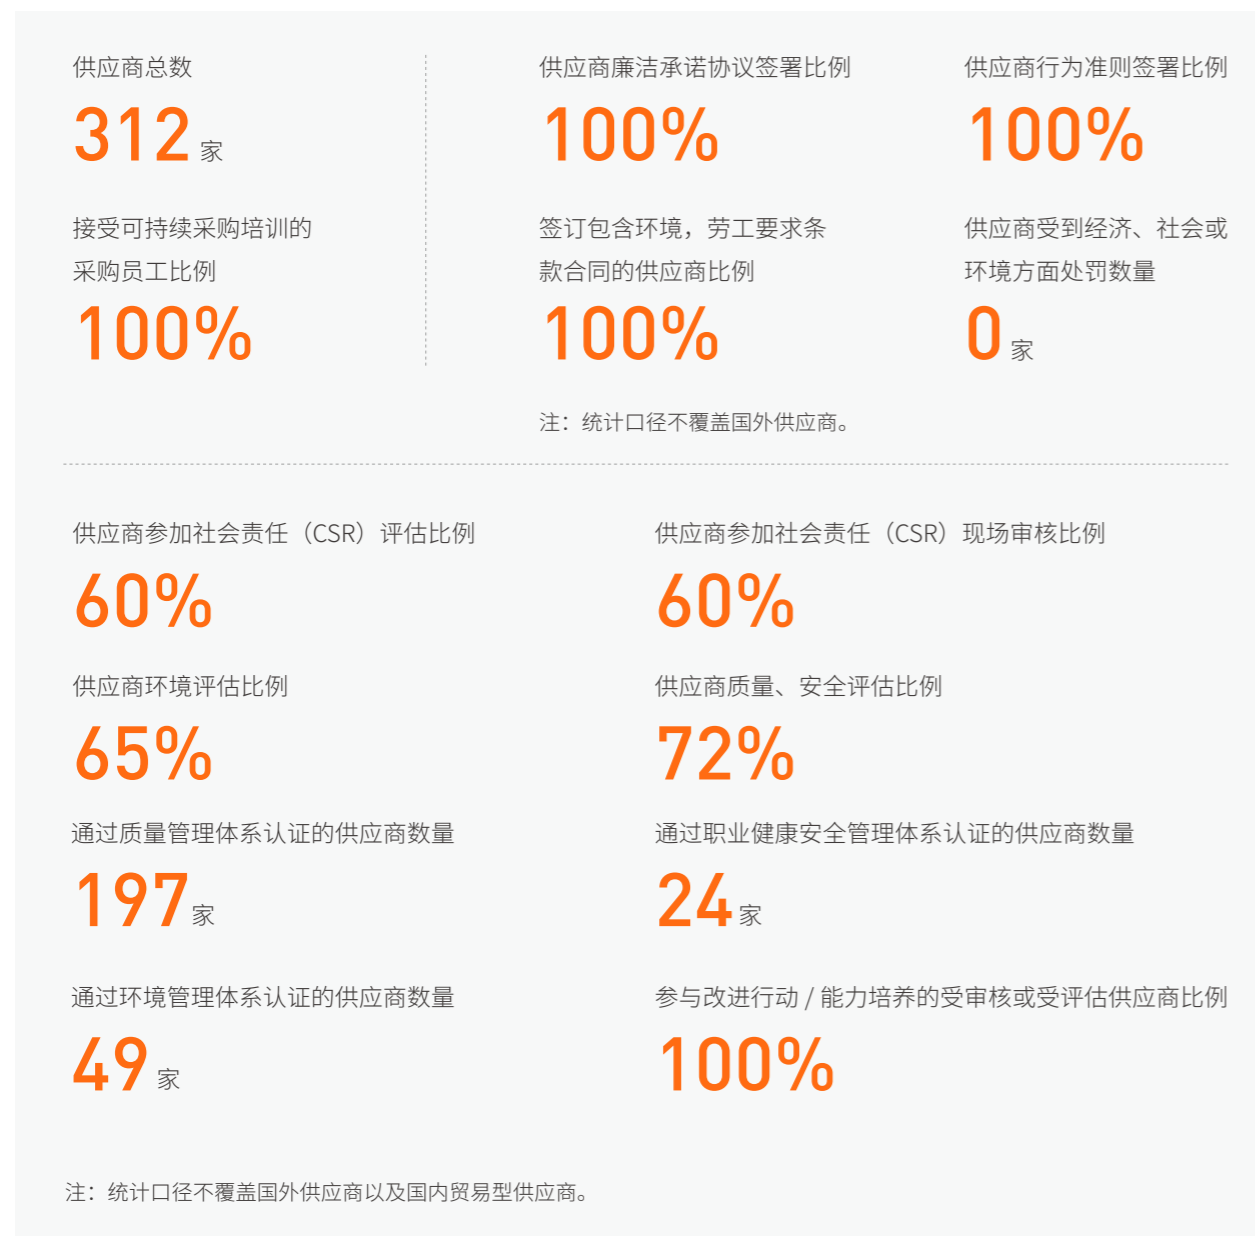 供应商总数
312 家
接受可持续采购培训的
采购员工比例
100%
供应商廉洁承诺协议签署比例
100%
供应商行为准则签署比例
100%
签订包含环境，劳工要求条
款合同的供应商比例
100%
供应商受到经济、社会或
环境方面处罚数量
0 家
注：统计口径不覆盖国外供应商。
供应商参加社会责任（CSR）评估比例
60%
供应商参加社会责任（CSR）现场审核比例
60%
供应商环境评估比例
65%
供应商质量、安全评估比例
72%
通过质量管理体系认证的供应商数量
197 家
通过职业健康安全管理体系认证的供应商数量
24 家
通过环境管理体系认证的供应商数量
49 家
参与改进行动 / 能力培养的受审核或受评估供应商比例
100%
注：统计口径不覆盖国外供应商以及国内贸易型供应商。